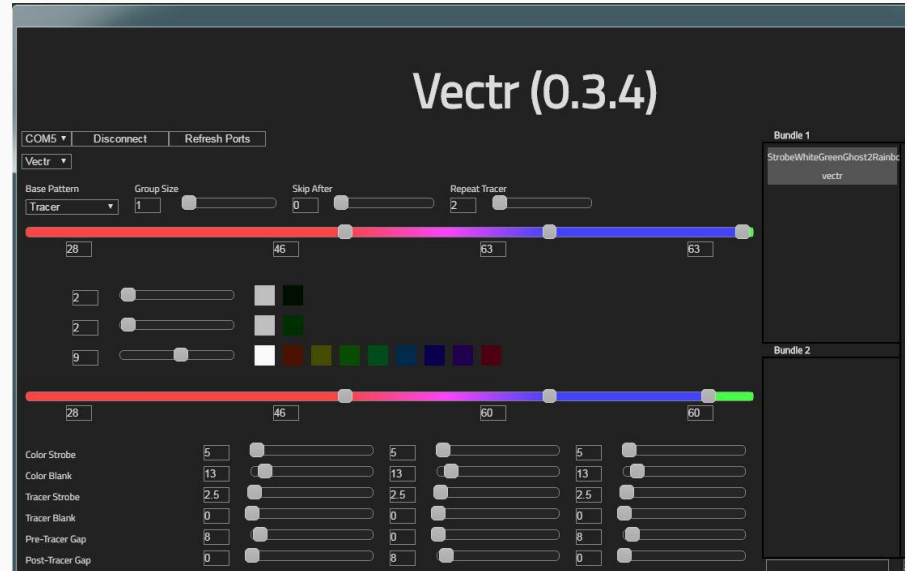 Vectr (0.3.4)
COM5 Disconnect Refresh Ports
Vectr
Bundle 1
StrobeWhiteGreenGhost2Rainbo
vectr
Base Pattern Group Size Skip After Repeat Tracer
Tracer 1 0 2
28 46 63 63
2
2
9
Bundle 2
28 46 60 60
Color Strobe 5 5 5
Color Blank 13 13 13
Tracer Strobe 2.5 2.5 2.5
Tracer Blank 0 0 0
Pre-Tracer Gap 8 0 8
Post-Tracer Gap 0 8 0